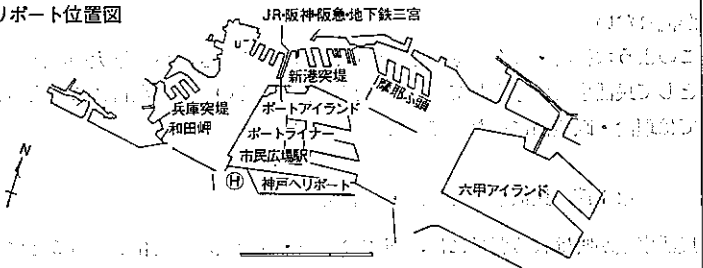 リポート位置図
JR・阪神・阪急・地下鉄三宮
新港突堤
摩耶ふ頭
兵庫突堤
和田岬
ポートアイランド
ポートライナー
市民広場駅
H
神戸ヘリポート
六甲アイランド
N